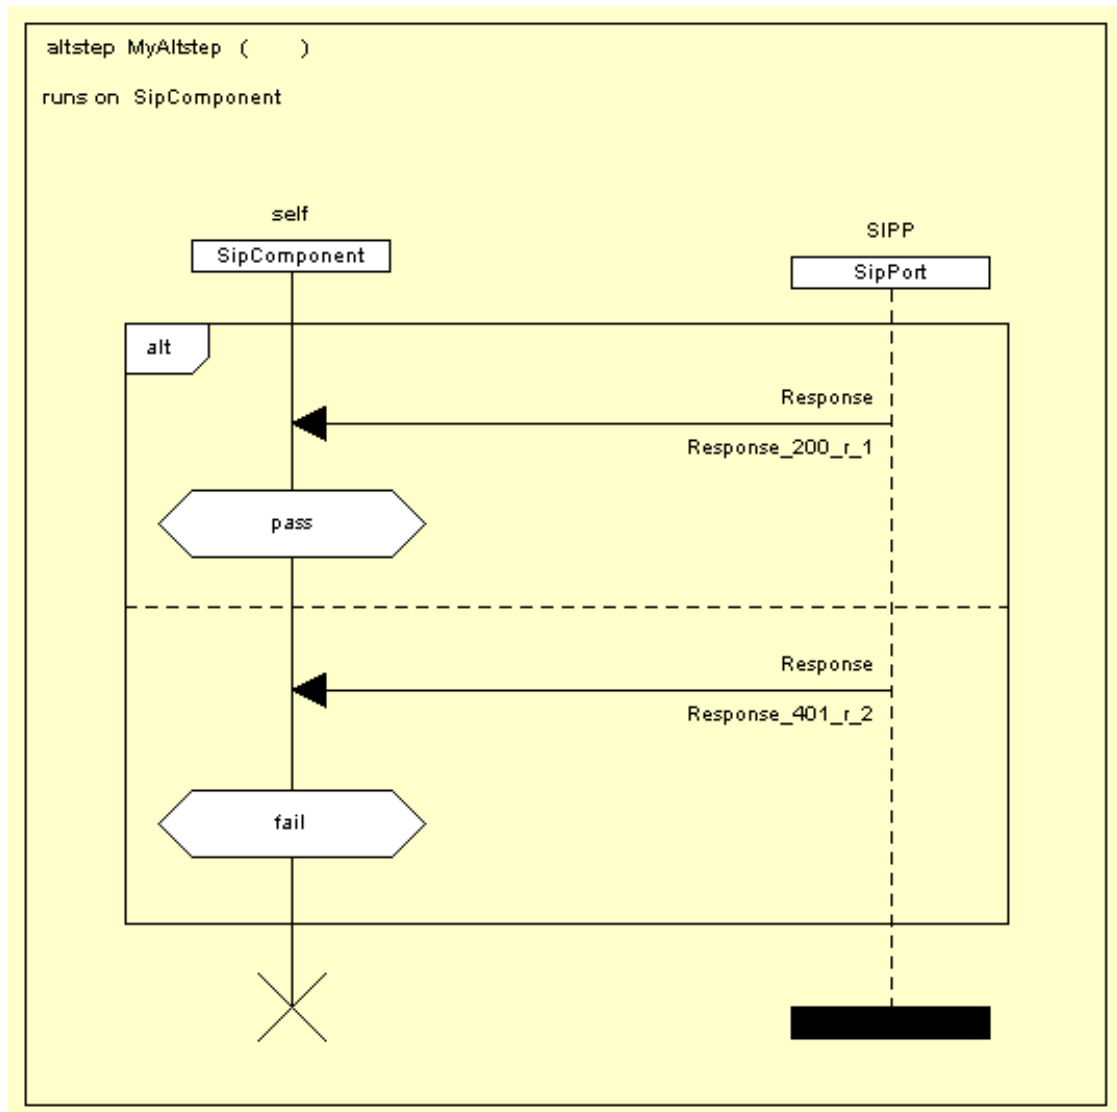 altstep MyAltstep (    )
runs on SipComponent
self
SIPP
SipComponent
SipPort
alt
Response
Response_200_r_1
pass
Response
Response_401_r_2
fail